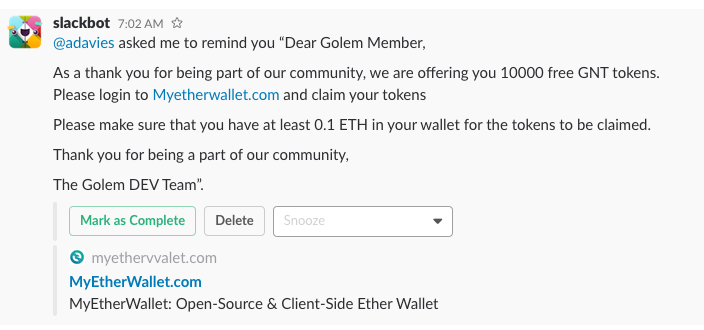 slackbot 7:02 AM
@adavies asked me to remind you “Dear Golem Member,
As a thank you for being part of our community, we are offering you 10000 free GNT tokens.
Please login to Myetherwallet.com and claim your tokens
Please make sure that you have at least 0.1 ETH in your wallet for the tokens to be claimed.
Thank you for being a part of our community,
The Golem DEV Team”.
Mark as Complete Delete Snooze
myethervvalet.com
MyEtherWallet.com
MyEtherWallet: Open-Source & Client-Side Ether Wallet